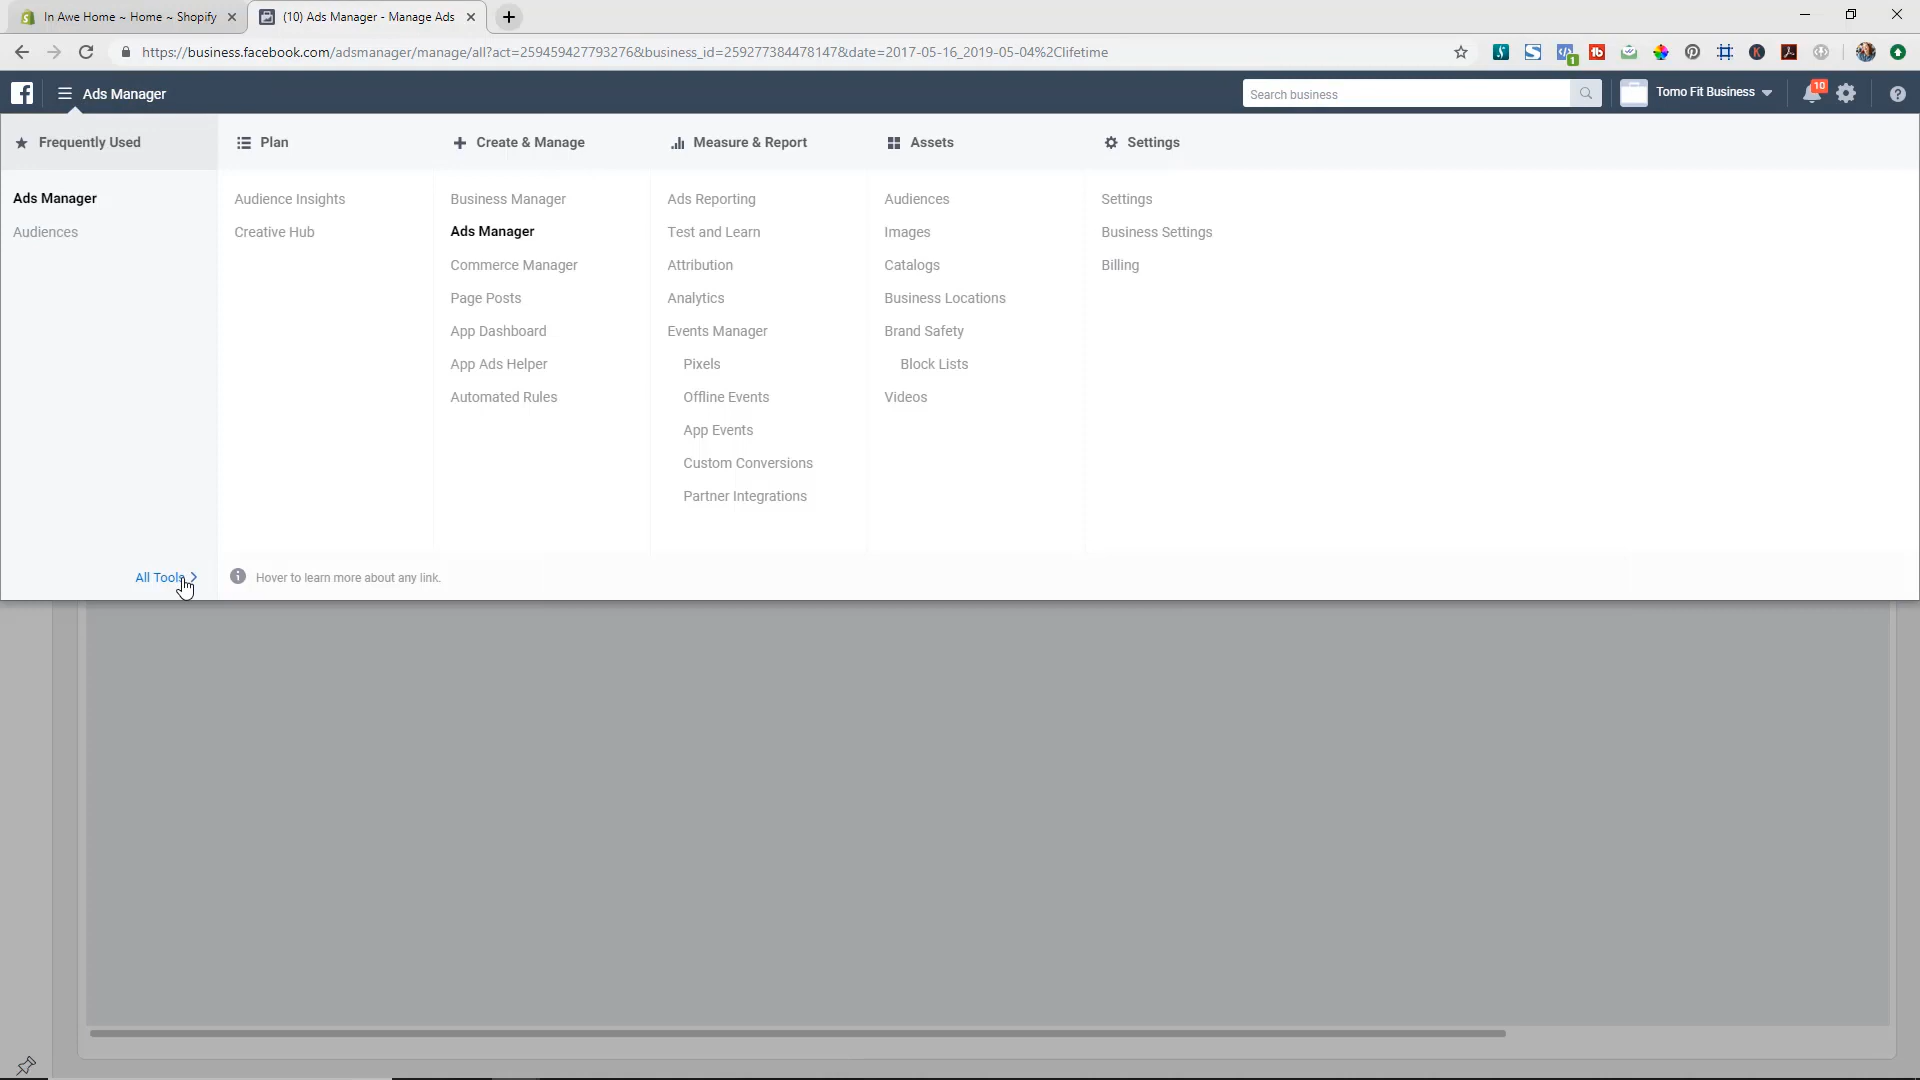 In Awe Home ~ Home ~ Shopify
(10) Ads Manager - Manage Ads
https://business.facebook.com/adsmanager/manage/all?act=259459427793276&business_id=259277384478147&date=2017-05-16_2019-05-04%2Clifetime
1
Ads Manager
Search business
Tomo Fit Business
10
Frequently Used
Ads Manager
Audiences
All Tools
Plan
Audience Insights
Creative Hub
Create & Manage
Business Manager
Ads Manager
Commerce Manager
Page Posts
App Dashboard
App Ads Helper
Automated Rules
Measure & Report
Ads Reporting
Test and Learn
Attribution
Analytics
Events Manager
Pixels
Offline Events
App Events
Custom Conversions
Partner Integrations
Assets
Audiences
Images
Catalogs
Business Locations
Brand Safety
Block Lists
Videos
Settings
Settings
Business Settings
Billing
Hover to learn more about any link.